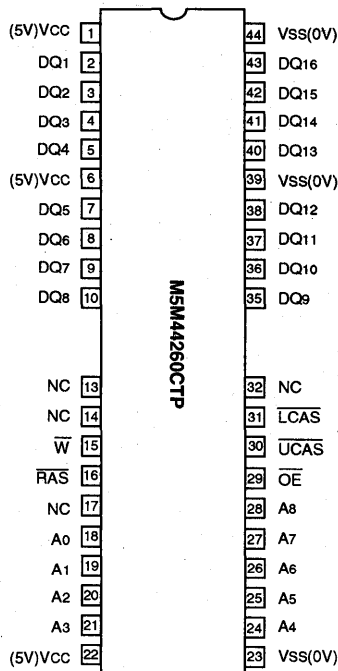 (5V)VCC 1 44 VSS(0V)
DQ1 2 43 DQ16
DQ2 3 42 DQ15
DQ3 4 41 DQ14
DQ4 5 40 DQ13
(5V)VCC 6 39 VSS(0V)
DQ5 7 38 DQ12
DQ6 8 37 DQ11
DQ7 9 36 DQ10
DQ8 10 35 DQ9
M5M44260CTP
NC 13 32 NC
NC 14 31 L̅C̅A̅S̅
W̅ 15 30 U̅C̅A̅S̅
R̅A̅S̅ 16 29 O̅E̅
NC 17 28 A8
A0 18 27 A7
A1 19 26 A6
A2 20 25 A5
A3 21 24 A4
(5V)VCC 22 23 VSS(0V)